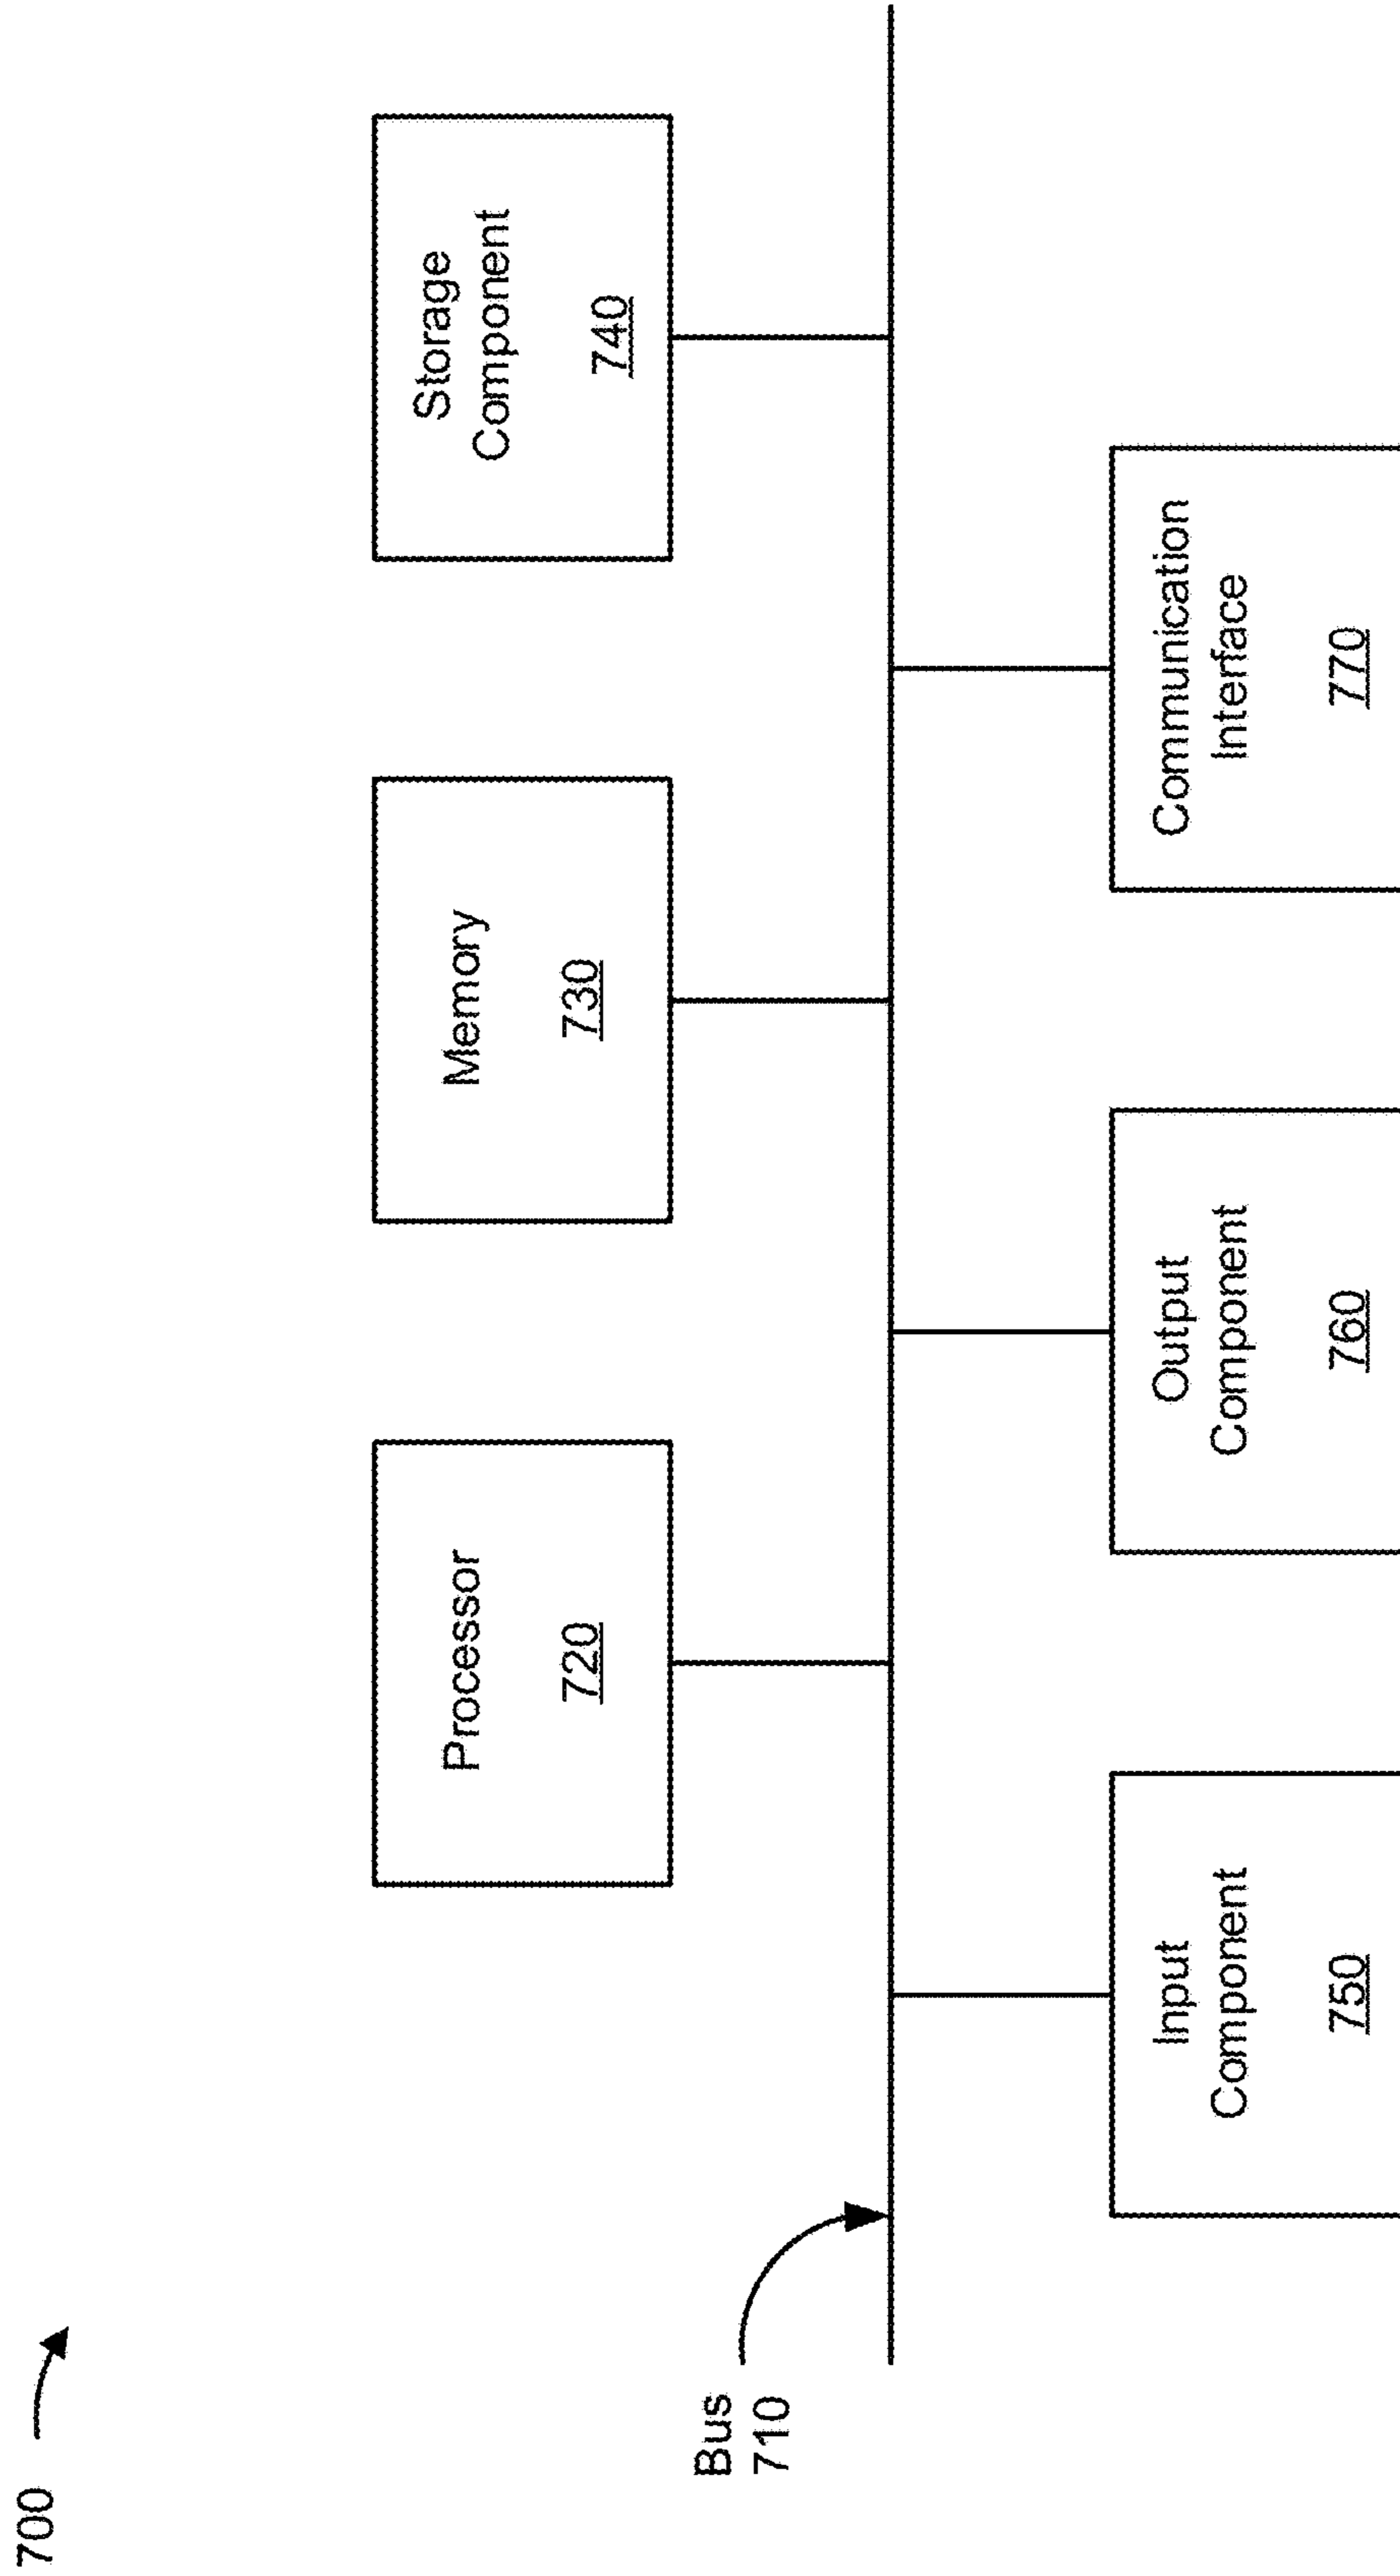 700
Processor
720
Memory
730
Storage
Component
740
Bus
710
Input
Component
750
Output
Component
760
Communication
Interface
770